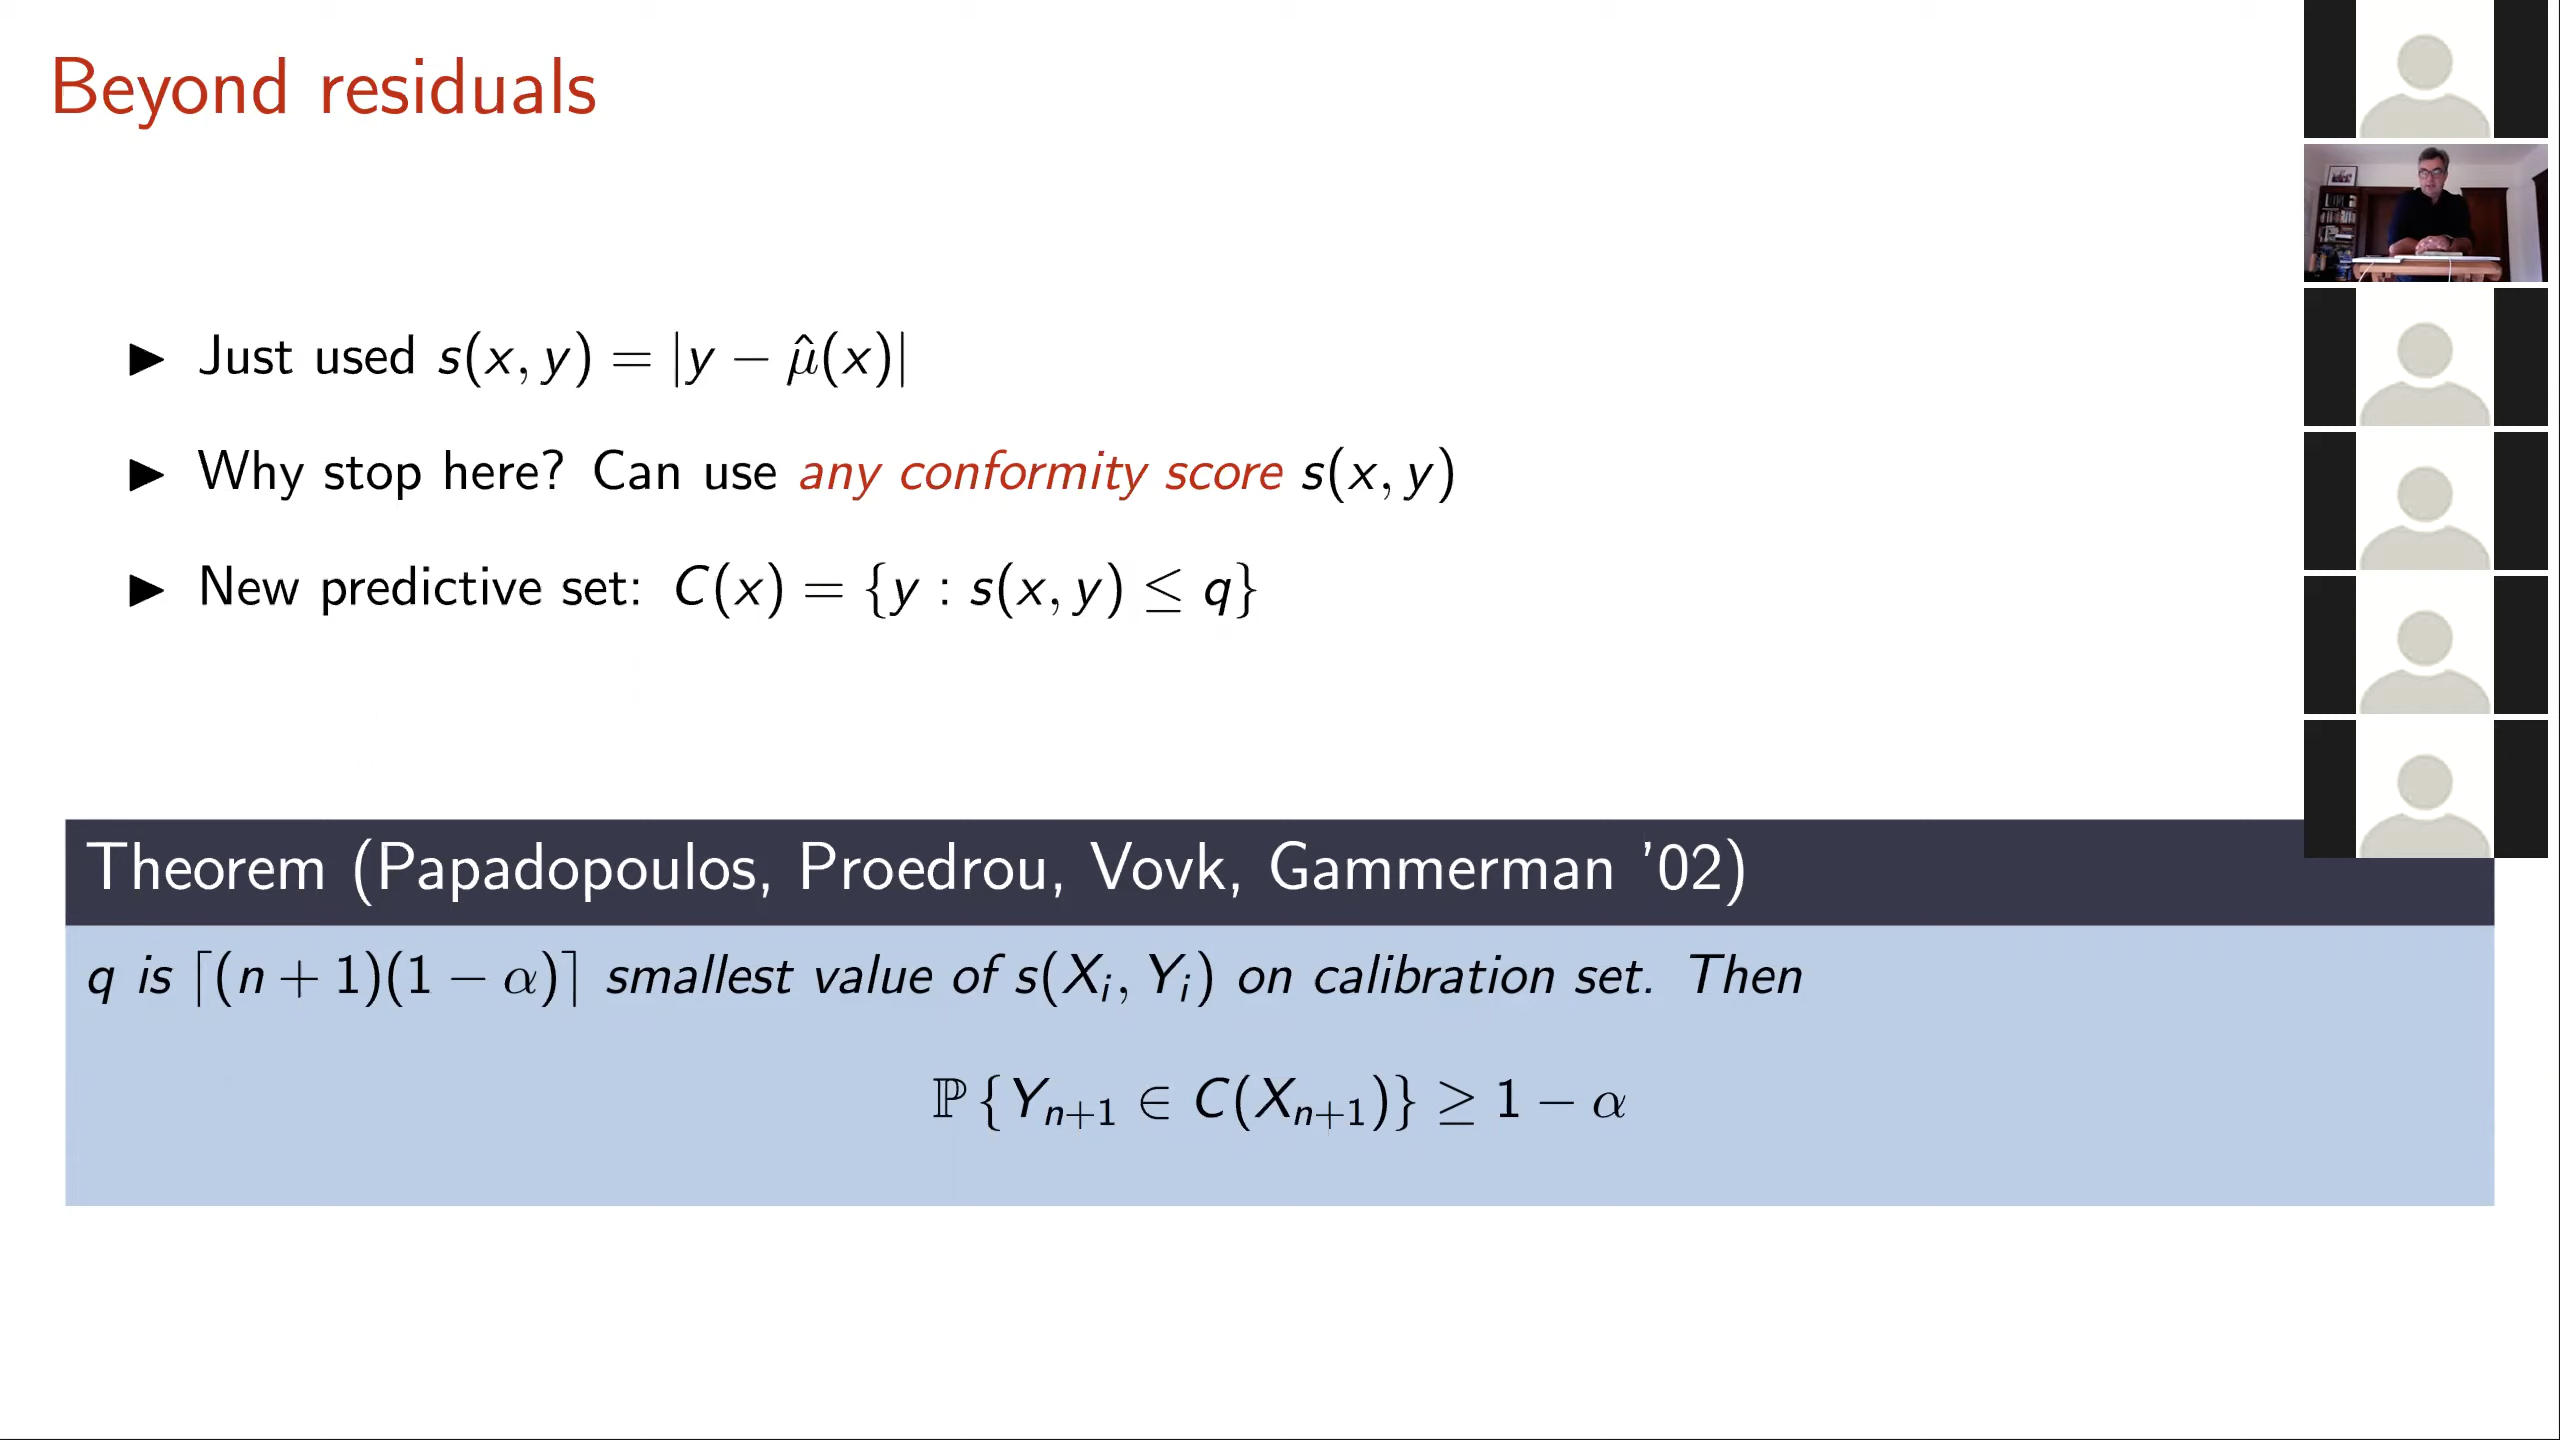 Beyond residuals
▶ Just used s(x, y) = |y − μ̂(x)|
▶ Why stop here? Can use any conformity score s(x, y)
▶ New predictive set: C(x) = {y : s(x, y) ≤ q}
Theorem (Papadopoulos, Proedrou, Vovk, Gammerman ’02)
q is ⌈(n + 1)(1 − α)⌉ smallest value of s(Xᵢ, Yᵢ) on calibration set. Then
ℙ {Yₙ₊₁ ∈ C(Xₙ₊₁)} ≥ 1 − α